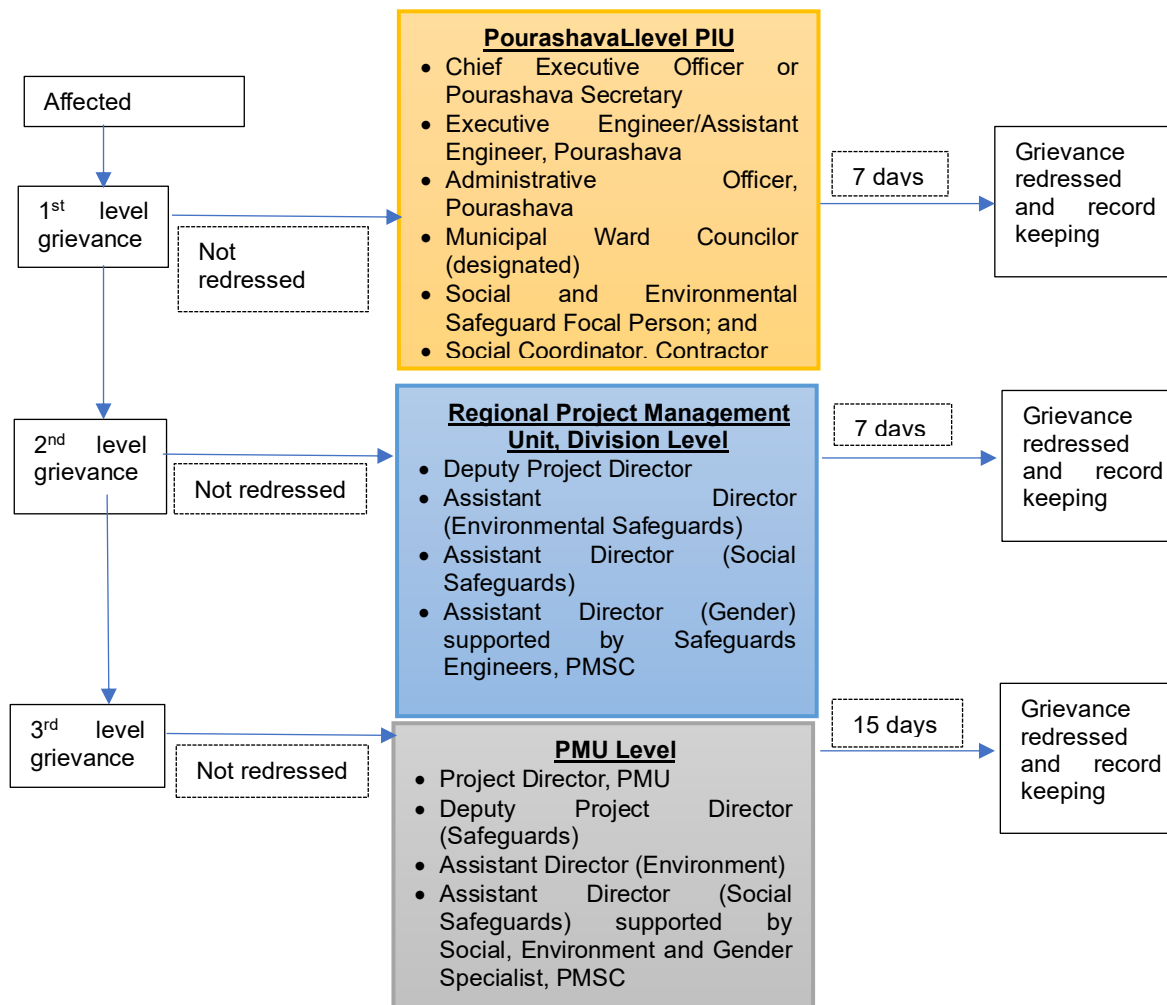 Affected
1st level
grievance
Not
redressed
PourashavaLlevel PIU
• Chief Executive Officer or
Pourashava Secretary
• Executive Engineer/Assistant
Engineer, Pourashava
• Administrative Officer,
Pourashava
• Municipal Ward Councilor
(designated)
• Social and Environmental
Safeguard Focal Person; and
• Social Coordinator, Contractor
7 days
Grievance
redressed
and record
keeping
2nd level
grievance
Not redressed
Regional Project Management
Unit, Division Level
• Deputy Project Director
• Assistant Director
(Environmental Safeguards)
• Assistant Director (Social
Safeguards)
• Assistant Director (Gender)
supported by Safeguards
Engineers, PMSC
7 days
Grievance
redressed
and record
keeping
3rd level
grievance
Not redressed
PMU Level
• Project Director, PMU
• Deputy Project Director
(Safeguards)
• Assistant Director (Environment)
• Assistant Director (Social
Safeguards) supported by
Social, Environment and Gender
Specialist, PMSC
15 days
Grievance
redressed
and record
keeping